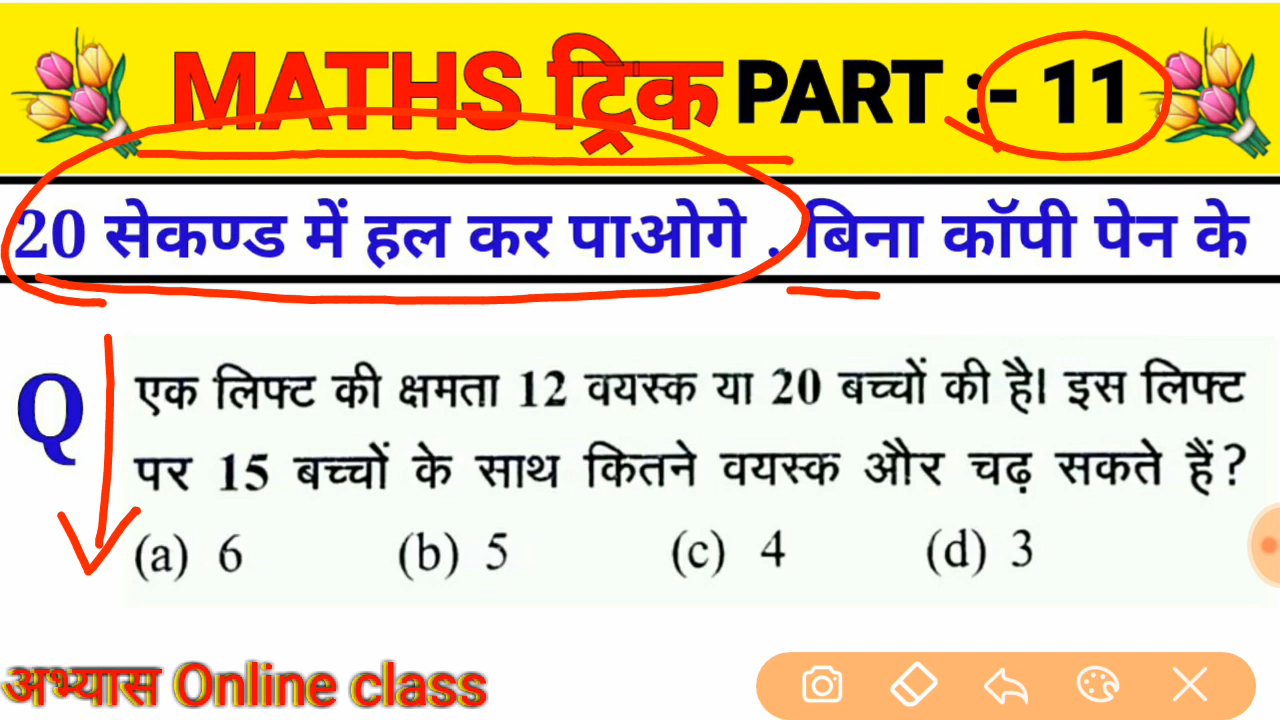 MATHS ट्रिक PART :- 11
20 सेकण्ड में हल कर पाओगे . बिना कॉपी पेन के
Q एक लिफ्ट की क्षमता 12 वयस्क या 20 बच्चों की है। इस लिफ्ट
पर 15 बच्चों के साथ कितने वयस्क और चढ़ सकते हैं?
(a) 6 (b) 5 (c) 4 (d) 3
अभ्यास Online class